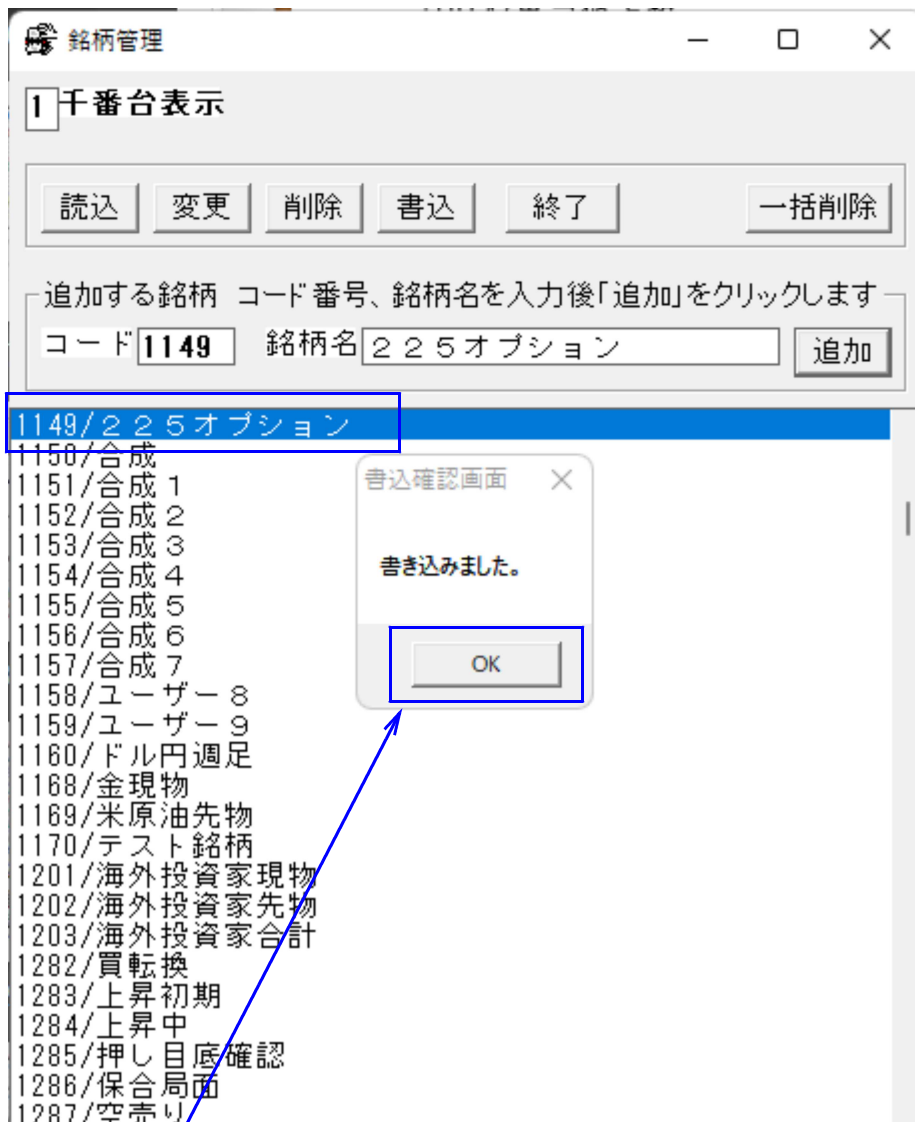 銘柄管理
1千番台表示
読込 変更 削除 書込 終了 一括削除
追加する銘柄 コード番号、銘柄名を入力後｢追加｣をクリックします
コード 1149 銘柄名 ２２５オプション 追加
1149/２２５オプション
1150/合成
1151/合成１
1152/合成２
1153/合成３
1154/合成４
1155/合成５
1156/合成６
1157/合成７
1158/ユーザー８
1159/ユーザー９
1160/ドル円週足
1168/金現物
1169/米原油先物
1170/テスト銘柄
1201/海外投資家現物
1202/海外投資家先物
1203/海外投資家合計
1282/買転換
1283/上昇初期
1284/上昇中
1285/押し目底確認
1286/保合局面
1287/空売り
書込確認画面
書き込みました。
OK